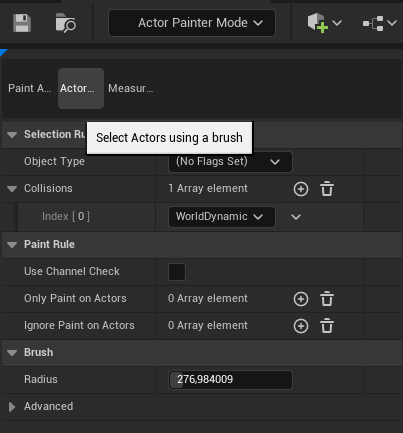 Actor Painter Mode
Paint A... Actor... Measur...
Select Actors using a brush
Selection Ru
Object Type (No Flags Set)
Collisions 1 Array element
Index [ 0 ] WorldDynamic
Paint Rule
Use Channel Check
Only Paint on Actors 0 Array element
Ignore Paint on Actors 0 Array element
Brush
Radius 276,984009
Advanced